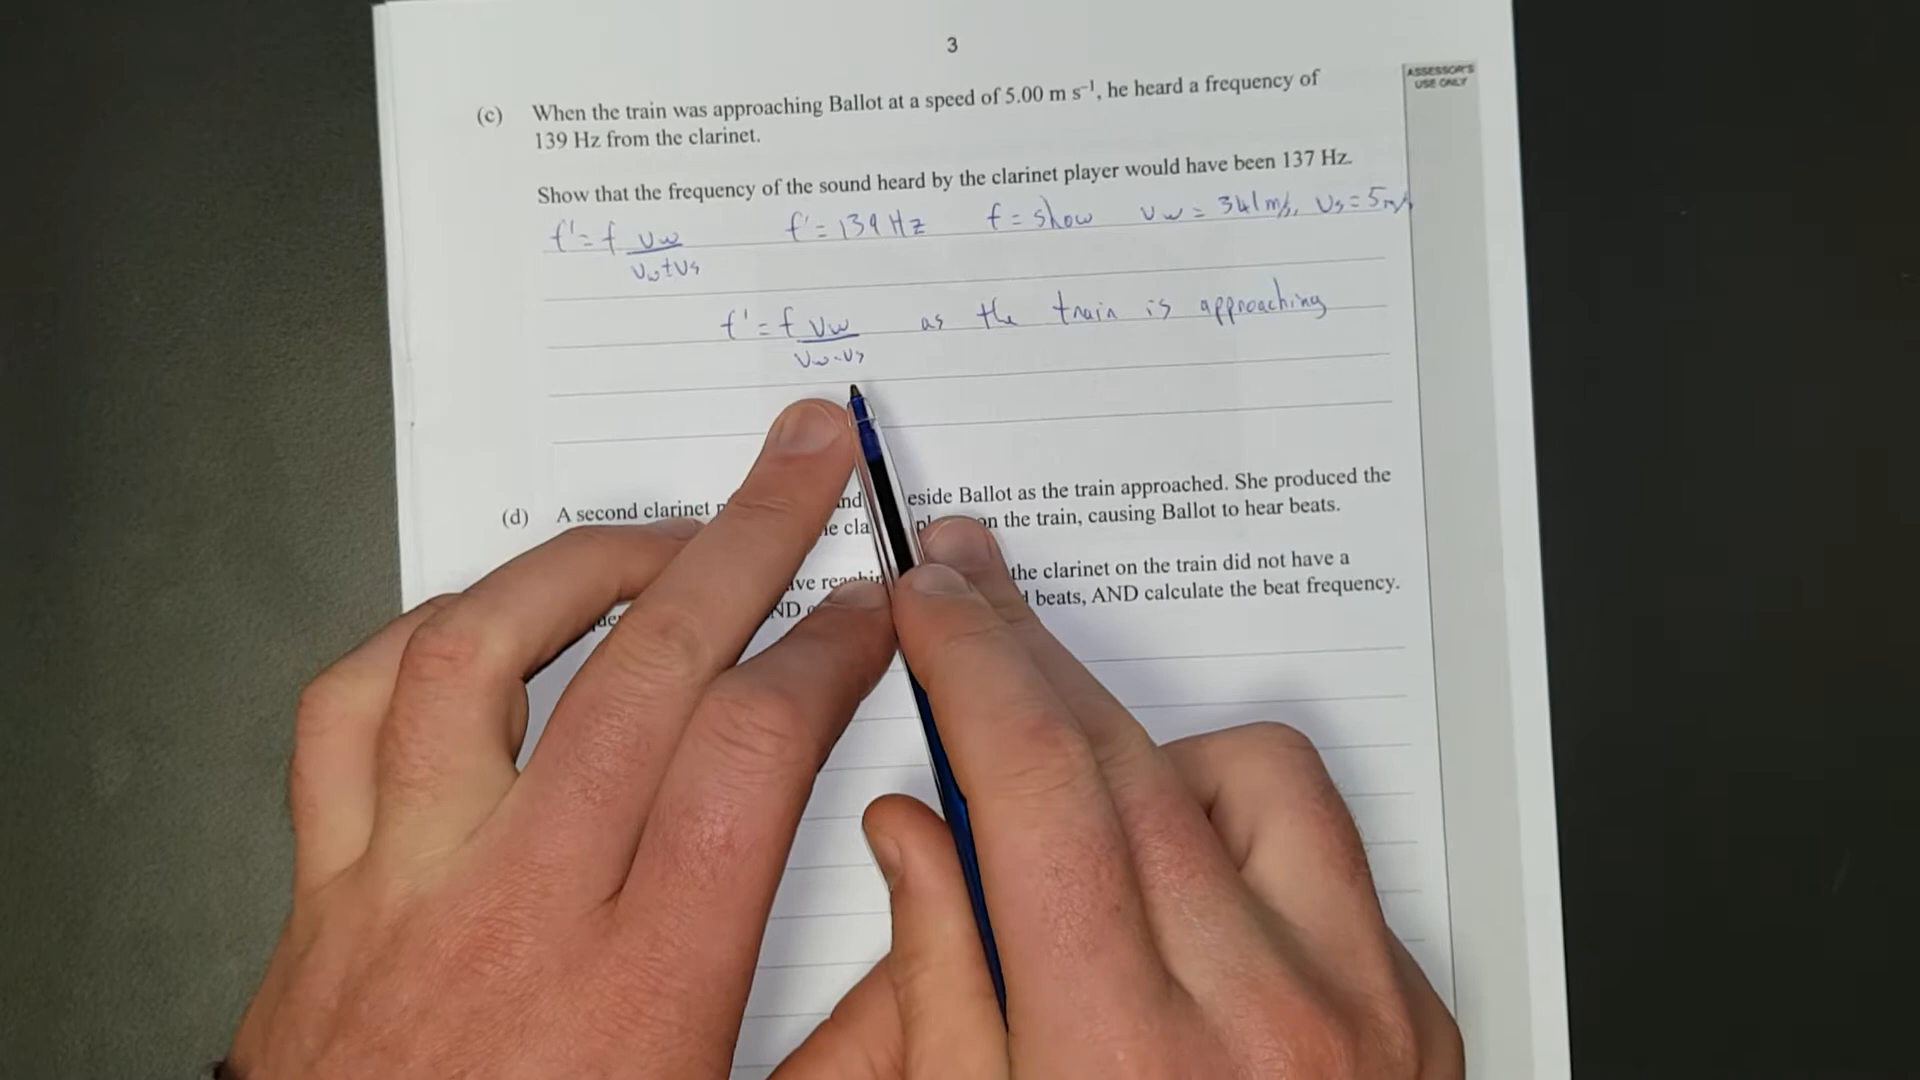 3
ASSESSOR'S
USE ONLY
(c) When the train was approaching Ballot at a speed of 5.00 m s⁻¹, he heard a frequency of
139 Hz from the clarinet.
Show that the frequency of the sound heard by the clarinet player would have been 137 Hz.
f' = f vw / vw ± vs f' = 139 Hz f = show vw = 341 m/s, vs = 5 m/s
f' = f vw / vw - vs as the train is approaching
(d) A second clarinet eside Ballot as the train approached. She produced the
on the train, causing Ballot to hear beats.
the clarinet on the train did not have a
beats, AND calculate the beat frequency.